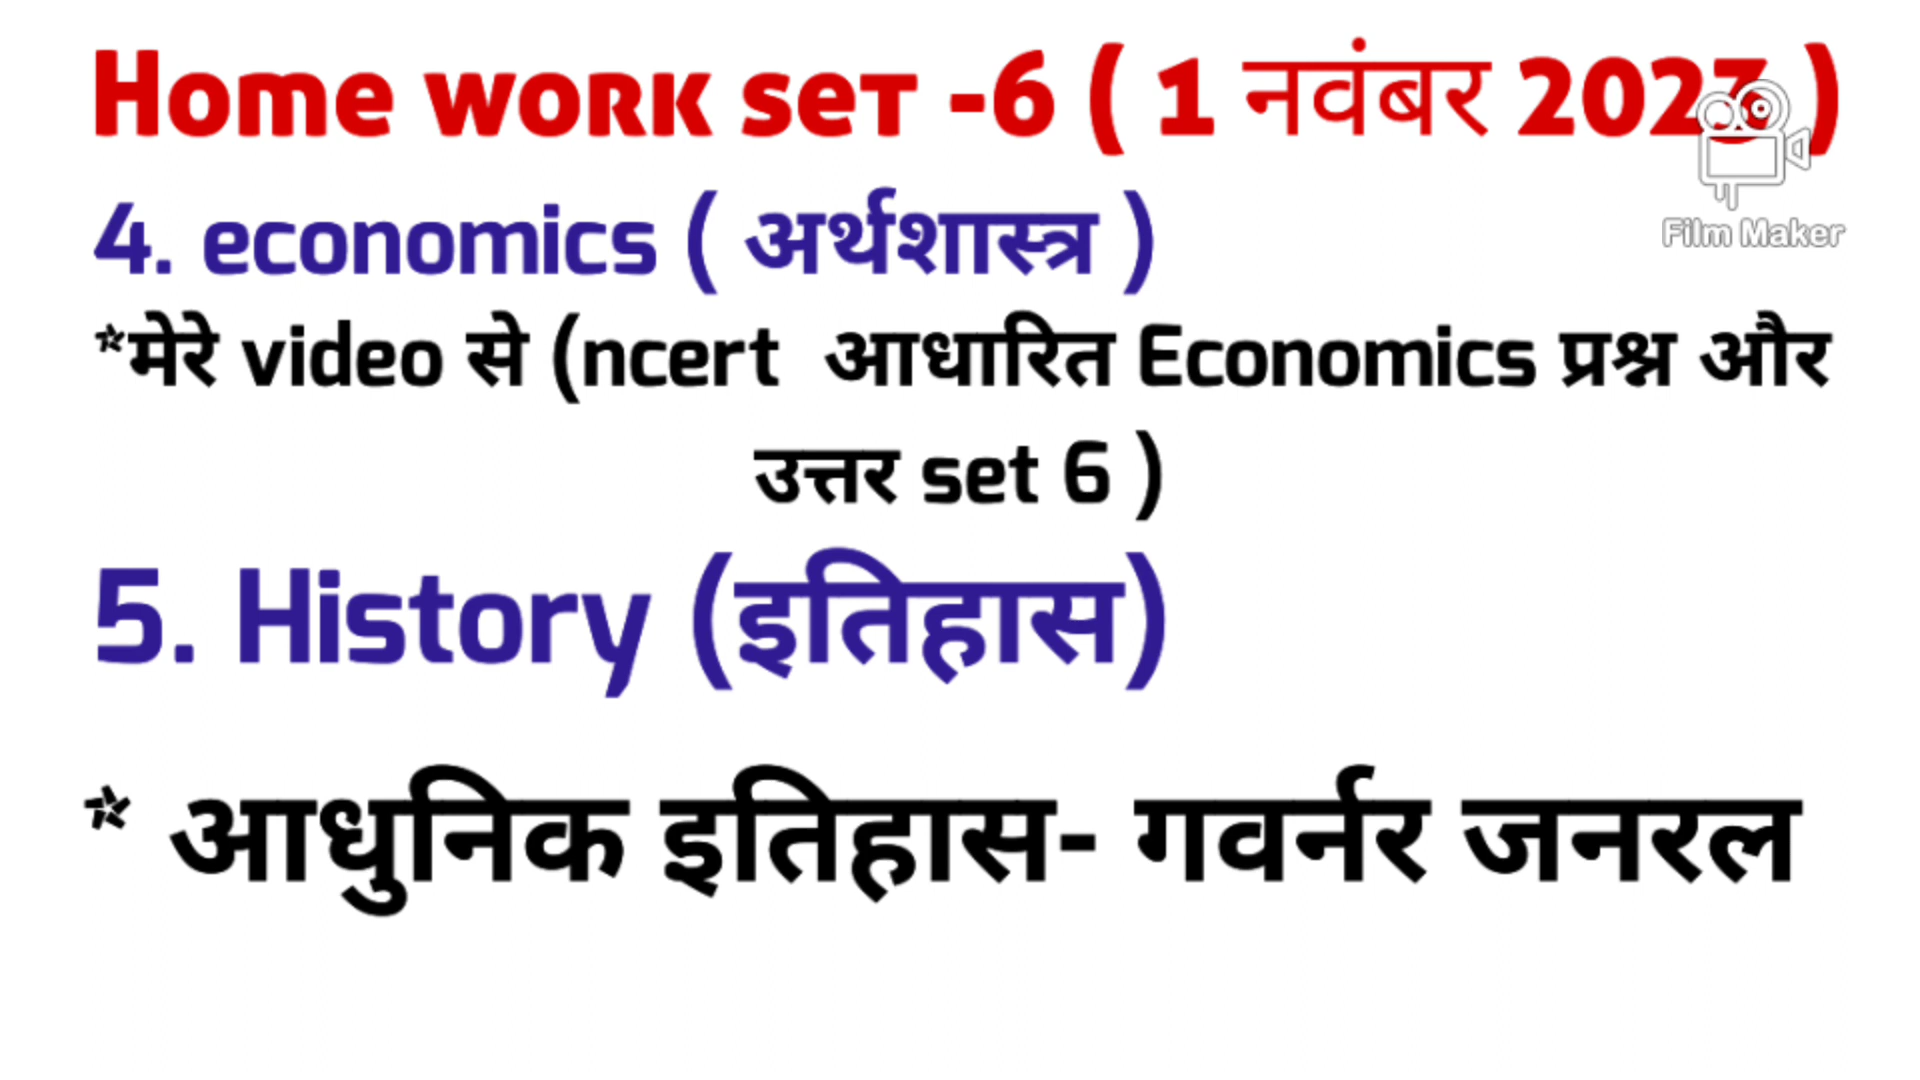 Home work set -6 ( 1 नवंबर 2023 )
Film Maker
4. economics ( अर्थशास्त्र )
*मेरे video से (ncert आधारित Economics प्रश्न और
उत्तर set 6 )
5. History (इतिहास)
* आधुनिक इतिहास- गवर्नर जनरल